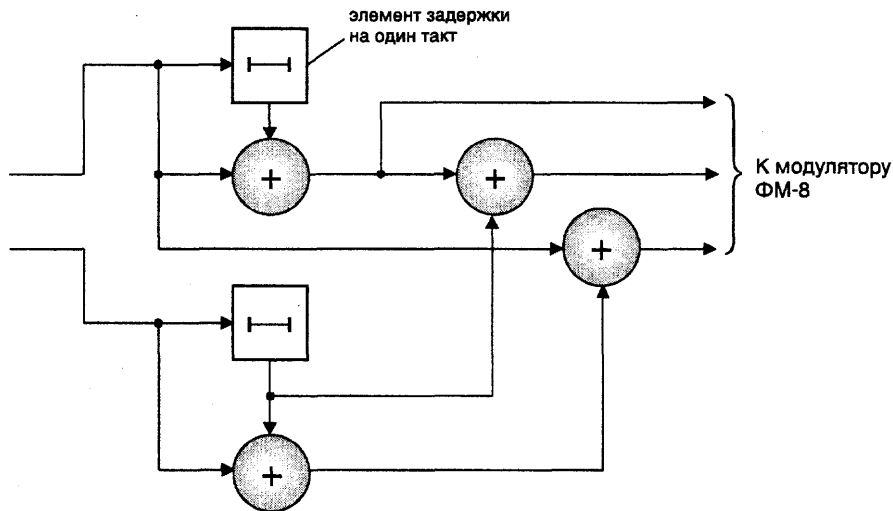 элемент задержки
на один такт
+
+
К модулятору
ФМ-8
+
+